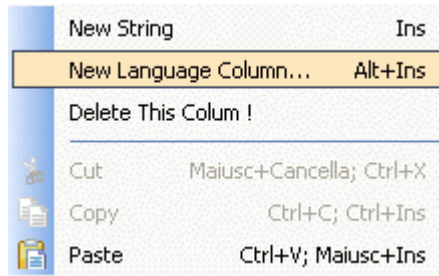 New String Ins
New Language Column... Alt+Ins
Delete This Colum !
Cut Maiusc+Cancella; Ctrl+X
Copy Ctrl+C; Ctrl+Ins
Paste Ctrl+V; Maiusc+Ins